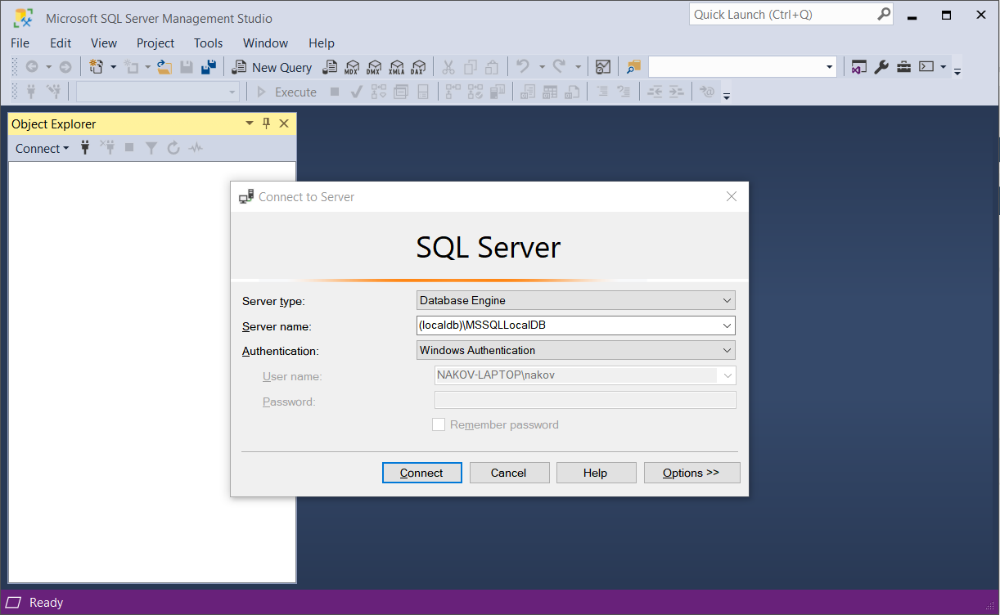 Microsoft SQL Server Management Studio
Quick Launch (Ctrl+Q)
File Edit View Project Tools Window Help
New Query MDX DMX XMLA DAX
Execute
Object Explorer
Connect
Connect to Server
SQL Server
Server type: Database Engine
Server name: (localdb)\MSSQLLocalDB
Authentication: Windows Authentication
User name: NAKOV-LAPTOP\nakov
Password:
Remember password
Connect Cancel Help Options >>
Ready